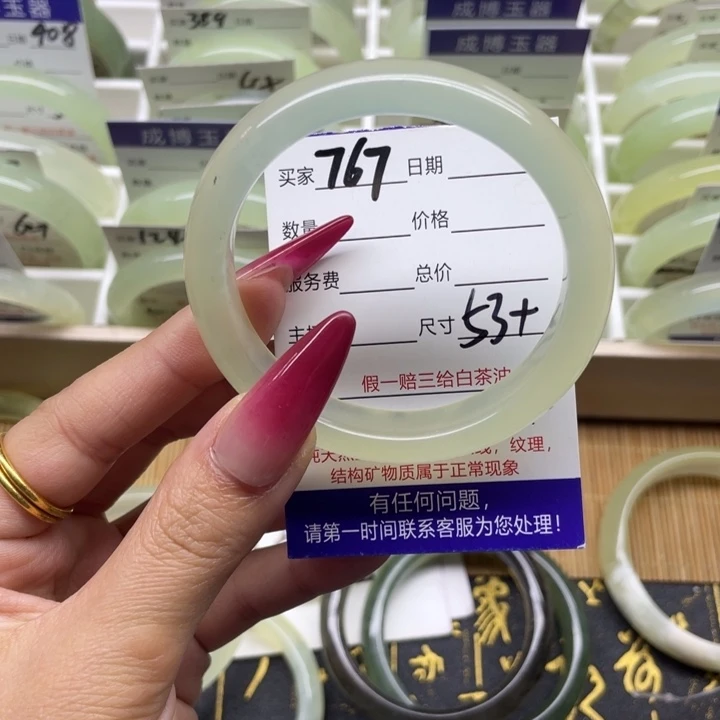 玉器
408
389
成博玉器
成博玉器
成博玉
128
买家 767 日期
数量 价格
服务费 总价
尺寸 53+
假一赔三给白茶油
纹理，
结构矿物质属于正常现象
有任何问题，
请第一时间联系客服为您处理！